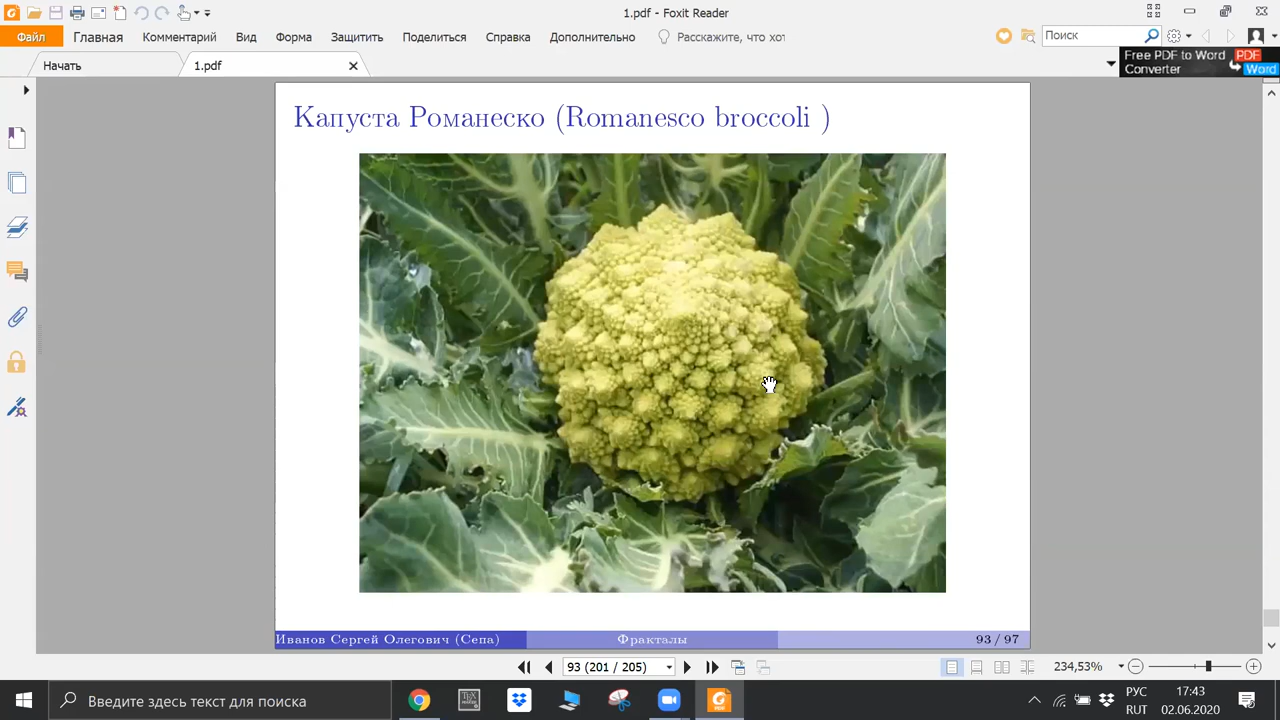 1.pdf - Foxit Reader
Файл Главная Комментарий Вид Форма Защитить Поделиться Справка Дополнительно Расскажите, что хот Поиск
Начать 1.pdf
Free PDF to Word PDF
Converter Word
Капуста Романеско (Romanesco broccoli )
Иванов Сергей Олегович (Сепа) Фракталы 93 / 97
93 (201 / 205) 234,53%
Введите здесь текст для поиска
TEX
MAKER
РУС 17:43
RUT 02.06.2020